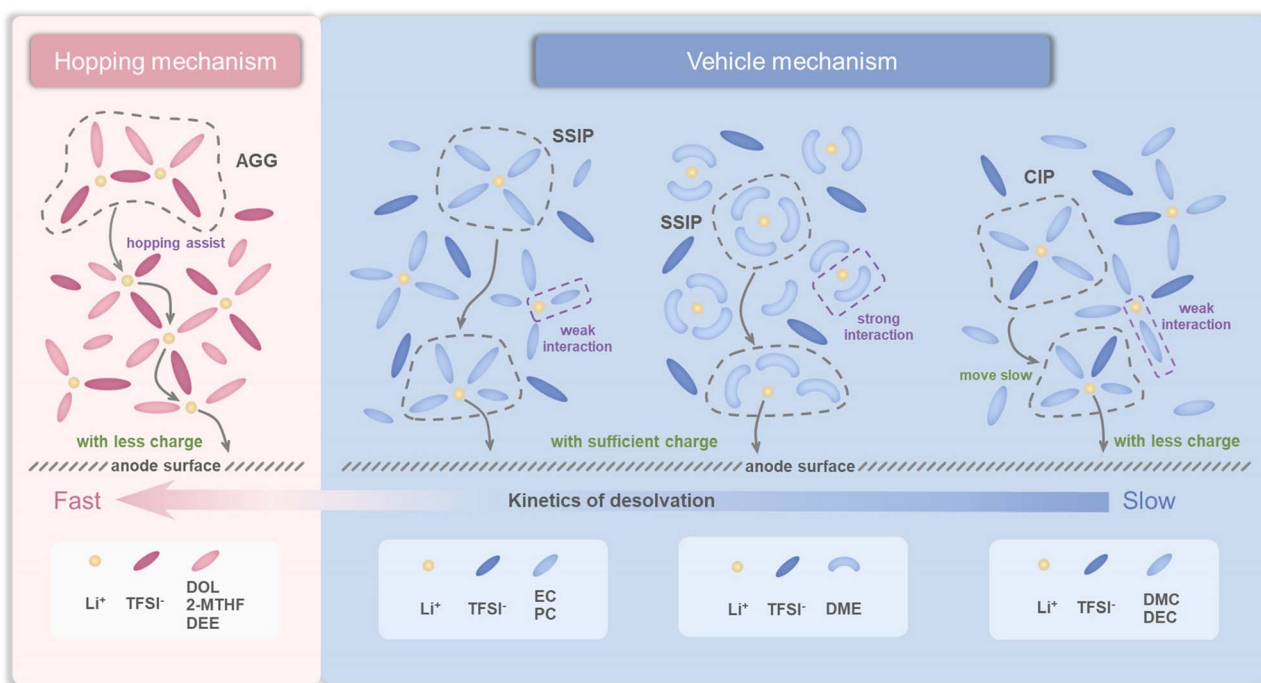 Hopping mechanism
Vehicle mechanism
AGG
hopping assist
with less charge
SSIP
weak
interaction
SSIP
strong
interaction
with sufficient charge
CIP
weak
interaction
move slow
with less charge
anode surface
anode surface
Fast
Kinetics of desolvation
Slow
Li⁺
TFSI⁻
DOL
2-MTHF
DEE
Li⁺
TFSI⁻
EC
PC
Li⁺
TFSI⁻
DME
Li⁺
TFSI⁻
DMC
DEC